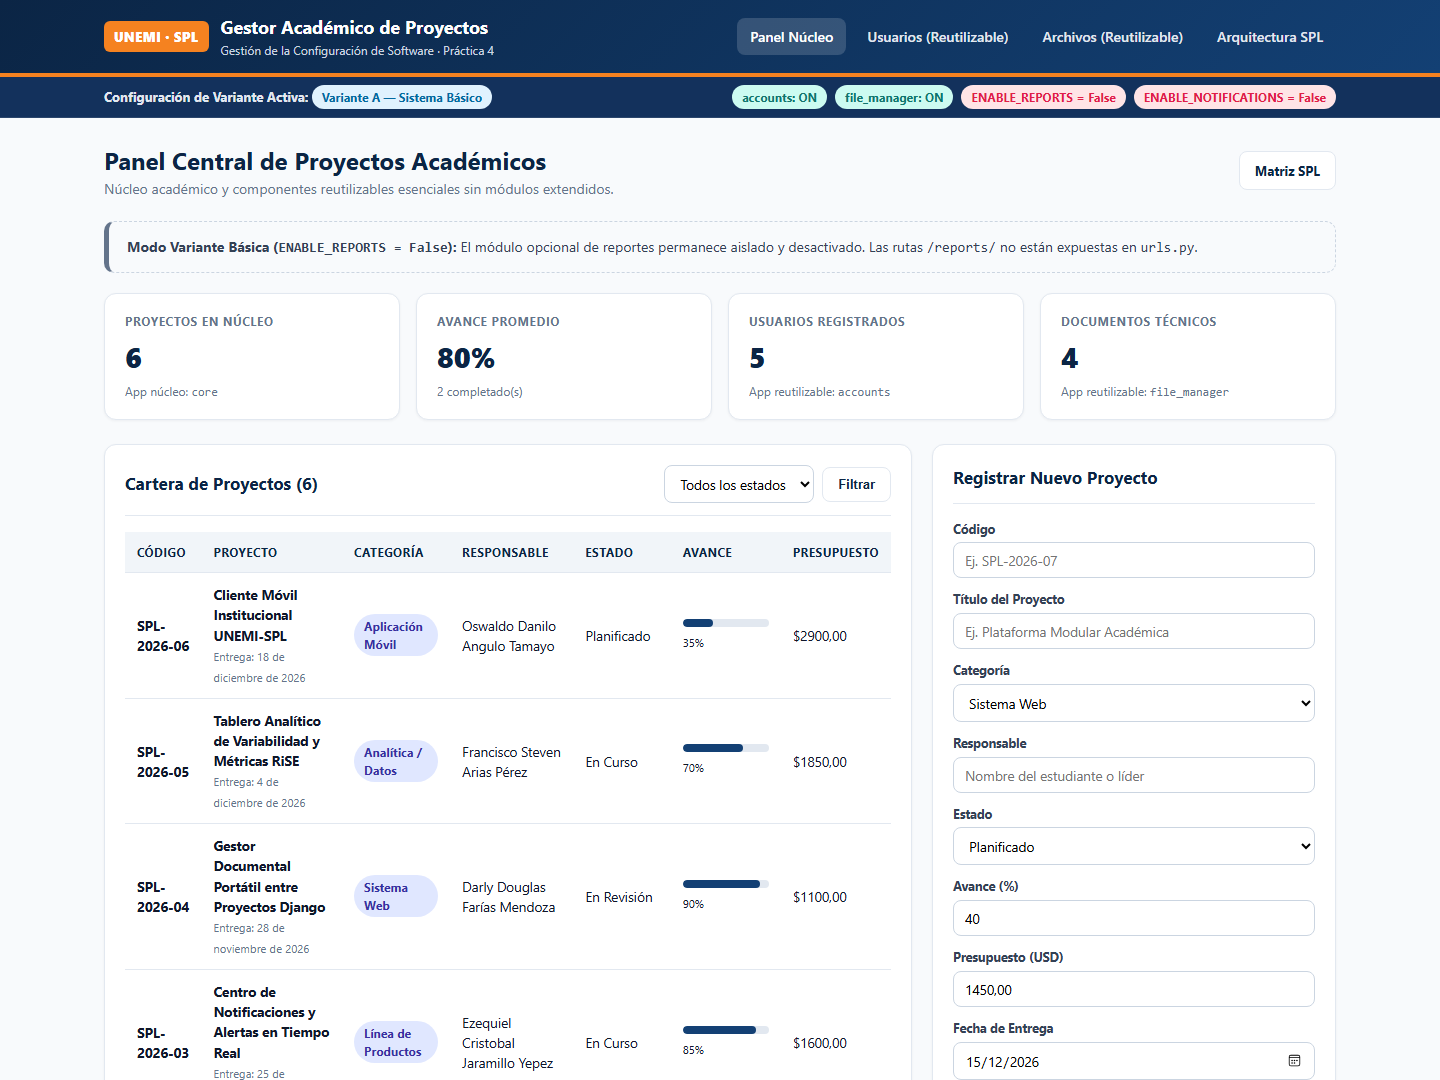 UNEMI · SPL
Gestor Académico de Proyectos
Gestión de la Configuración de Software · Práctica 4
Panel Núcleo
Usuarios (Reutilizable)
Archivos (Reutilizable)
Arquitectura SPL
Configuración de Variante Activa: Variante A — Sistema Básico
accounts: ON
file_manager: ON
ENABLE_REPORTS = False
ENABLE_NOTIFICATIONS = False
Panel Central de Proyectos Académicos
Núcleo académico y componentes reutilizables esenciales sin módulos extendidos.
Matriz SPL
Modo Variante Básica (ENABLE_REPORTS = False): El módulo opcional de reportes permanece aislado y desactivado. Las rutas /reports/ no están expuestas en urls.py.
PROYECTOS EN NÚCLEO
6
App núcleo: core
AVANCE PROMEDIO
80%
2 completado(s)
USUARIOS REGISTRADOS
5
App reutilizable: accounts
DOCUMENTOS TÉCNICOS
4
App reutilizable: file_manager
Cartera de Proyectos (6)
Todos los estados
Filtrar
CÓDIGO PROYECTO CATEGORÍA RESPONSABLE ESTADO AVANCE PRESUPUESTO
SPL-
2026-06
Cliente Móvil
Institucional
UNEMI-SPL
Entrega: 18 de
diciembre de 2026
Aplicación
Móvil
Oswaldo Danilo
Angulo Tamayo
Planificado
35%
$2900,00
SPL-
2026-05
Tablero Analítico
de Variabilidad y
Métricas RiSE
Entrega: 4 de
diciembre de 2026
Analítica /
Datos
Francisco Steven
Arias Pérez
En Curso
70%
$1850,00
SPL-
2026-04
Gestor
Documental
Portátil entre
Proyectos Django
Entrega: 28 de
noviembre de 2026
Sistema
Web
Darly Douglas
Farías Mendoza
En Revisión
90%
$1100,00
SPL-
2026-03
Centro de
Notificaciones y
Alertas en Tiempo
Real
Entrega: 25 de
Línea de
Productos
Ezequiel
Cristobal
Jaramillo Yepez
En Curso
85%
$1600,00
Registrar Nuevo Proyecto
Código
Ej. SPL-2026-07
Título del Proyecto
Ej. Plataforma Modular Académica
Categoría
Sistema Web
Responsable
Nombre del estudiante o líder
Estado
Planificado
Avance (%)
40
Presupuesto (USD)
1450,00
Fecha de Entrega
15/12/2026